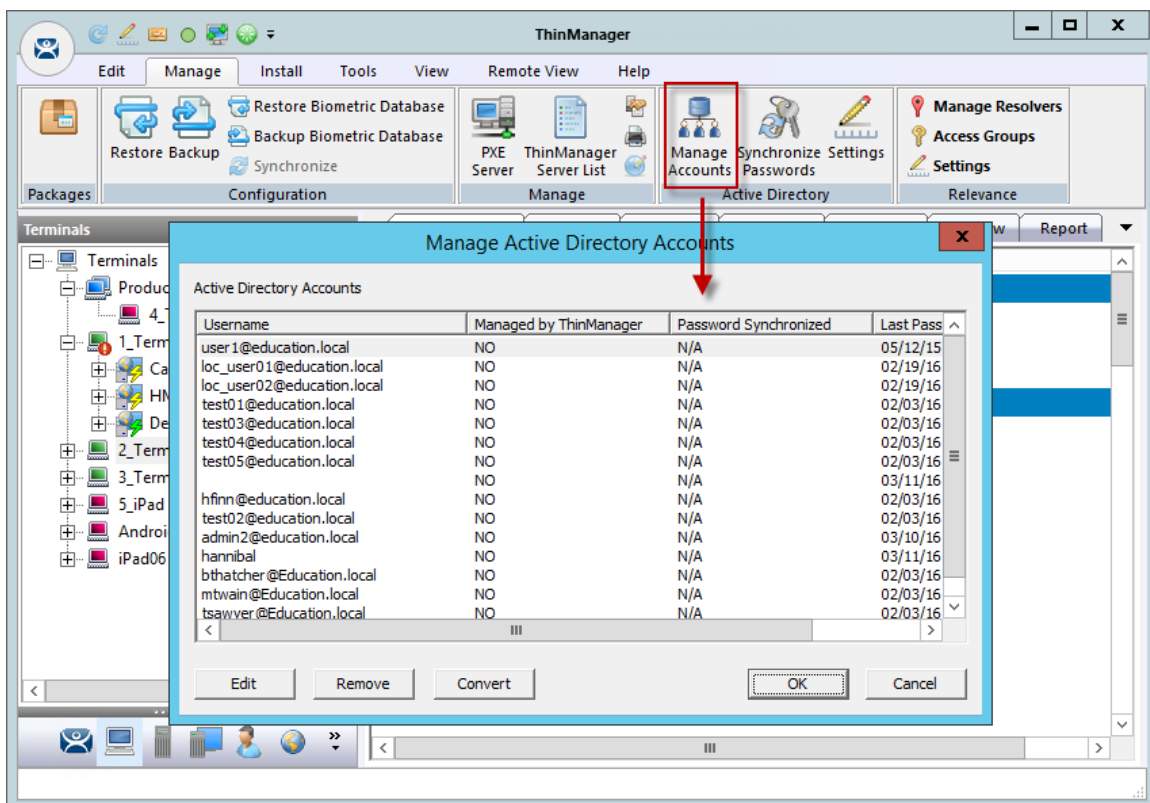 ThinManager
Edit Manage Install Tools View Remote View Help
Restore Biometric Database
Backup Biometric Database
Synchronize
Restore Backup
PXE Server
ThinManager Server List
Manage Accounts
Synchronize Passwords
Settings
Manage Resolvers
Access Groups
Settings
Packages Configuration Manage Active Directory Relevance
Terminals
Report
Terminals
1_Term
2_Term
3_Term
5_iPad
iPad06
Manage Active Directory Accounts
X
Active Directory Accounts
Username Managed by ThinManager Password Synchronized Last Pass
user1@education.local NO N/A 05/12/15
loc_user01@education.local NO N/A 02/19/16
loc_user02@education.local NO N/A 02/19/16
test01@education.local NO N/A 02/03/16
test03@education.local NO N/A 02/03/16
test04@education.local NO N/A 02/03/16
test05@education.local NO N/A 02/03/16
NO N/A 03/11/16
hfinn@education.local NO N/A 02/03/16
test02@education.local NO N/A 02/03/16
admin2@education.local NO N/A 03/10/16
hannibal NO N/A 03/11/16
bthatcher@Education.local NO N/A 02/03/16
mtwain@Education.local NO N/A 02/03/16
tsawyer@Education.local NO N/A 02/03/16
Edit Remove Convert OK Cancel